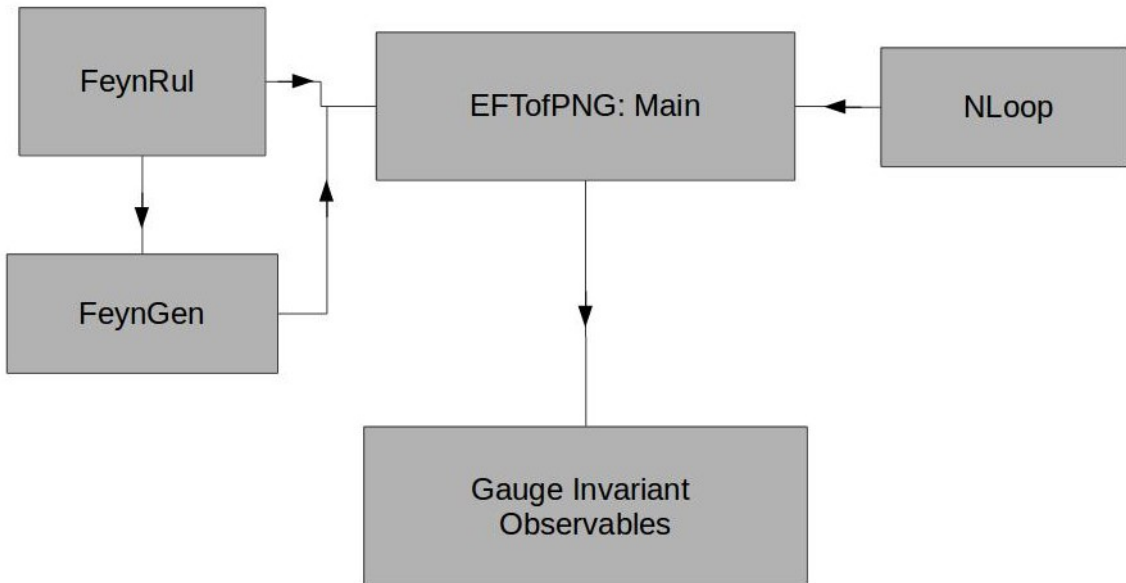 FeynRul
EFTofPNG: Main
NLoop
FeynGen
Gauge Invariant
Observables